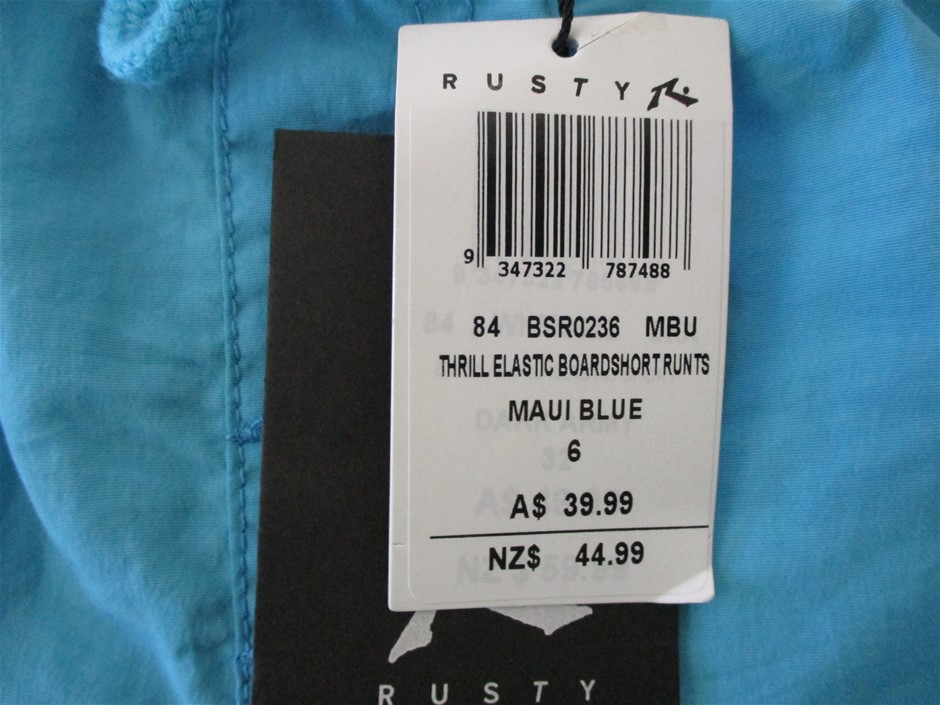 RUSTY
9 347322 787488
84 BSR0236 MBU
THRILL ELASTIC BOARDSHORT RUNTS
MAUI BLUE
6
A$ 39.99
NZ$ 44.99
RUSTY